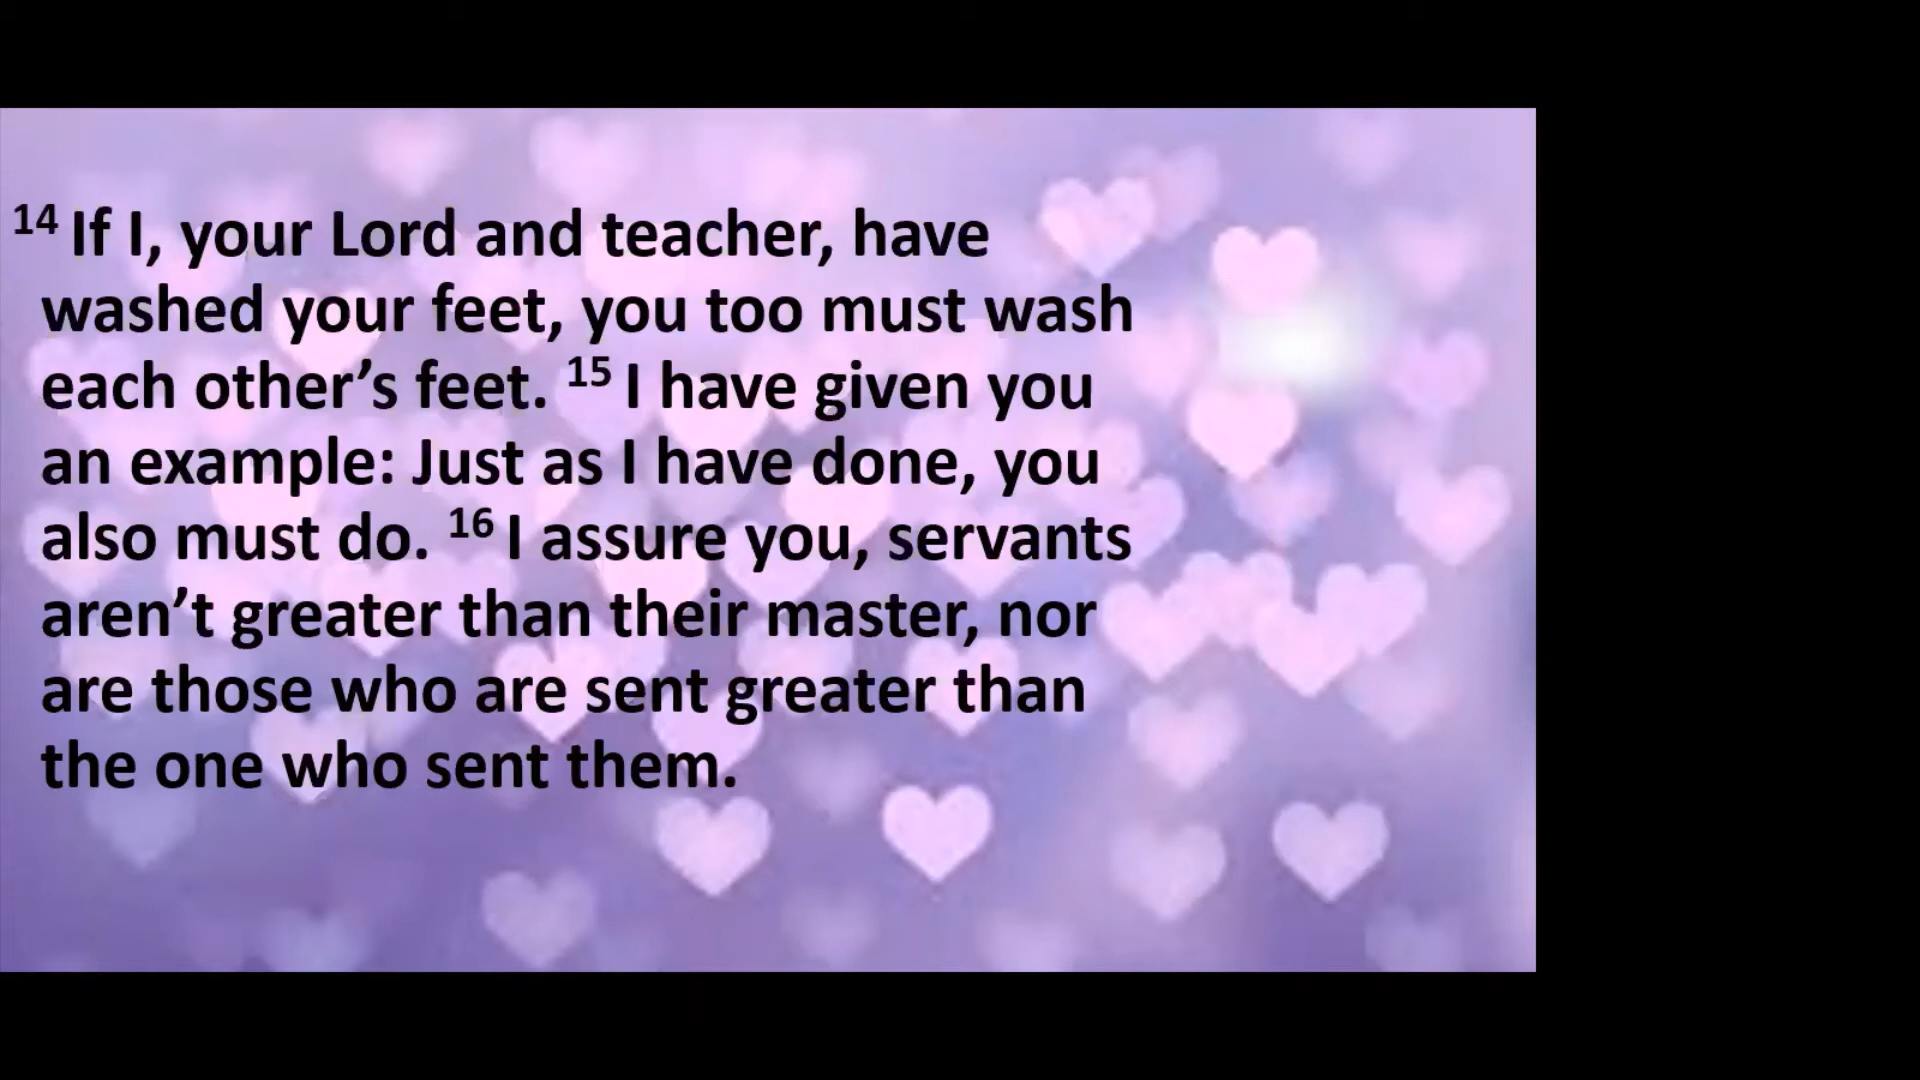 14 If I, your Lord and teacher, have
washed your feet, you too must wash
each other’s feet. 15 I have given you
an example: Just as I have done, you
also must do. 16 I assure you, servants
aren’t greater than their master, nor
are those who are sent greater than
the one who sent them.